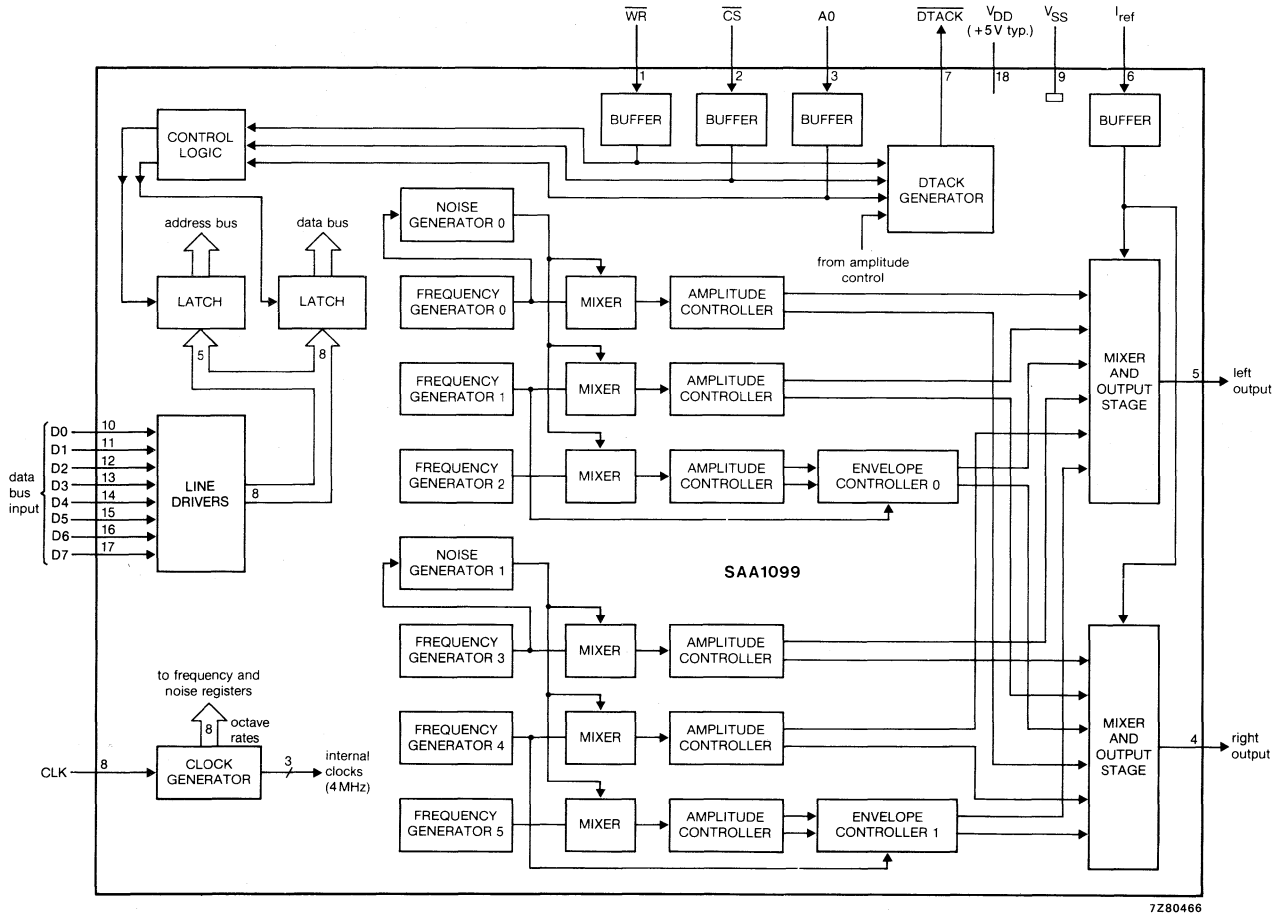 WR CS A0 DTACK VDD VSS Iref
(+5V typ.)
1 2 3 7 18 9 6
BUFFER BUFFER BUFFER BUFFER
CONTROL
LOGIC
DTACK
GENERATOR
NOISE
GENERATOR 0
address bus
data bus
from amplitude
control
LATCH
LATCH
FREQUENCY
GENERATOR 0
MIXER
AMPLITUDE
CONTROLLER
5
8
FREQUENCY
GENERATOR 1
MIXER
AMPLITUDE
CONTROLLER
MIXER
AND
OUTPUT
STAGE
5
left
output
data
bus
input
D0 10
D1 11
D2 12
D3 13
D4 14
D5 15
D6 16
D7 17
LINE
DRIVERS
8
FREQUENCY
GENERATOR 2
MIXER
AMPLITUDE
CONTROLLER
ENVELOPE
CONTROLLER 0
NOISE
GENERATOR 1
SAA1099
FREQUENCY
GENERATOR 3
MIXER
AMPLITUDE
CONTROLLER
to frequency and
noise registers
8
octave
rates
FREQUENCY
GENERATOR 4
MIXER
AMPLITUDE
CONTROLLER
MIXER
AND
OUTPUT
STAGE
4
right
output
CLK
8
CLOCK
GENERATOR
3
internal
clocks
(4 MHz)
FREQUENCY
GENERATOR 5
MIXER
AMPLITUDE
CONTROLLER
ENVELOPE
CONTROLLER 1
7Z80466